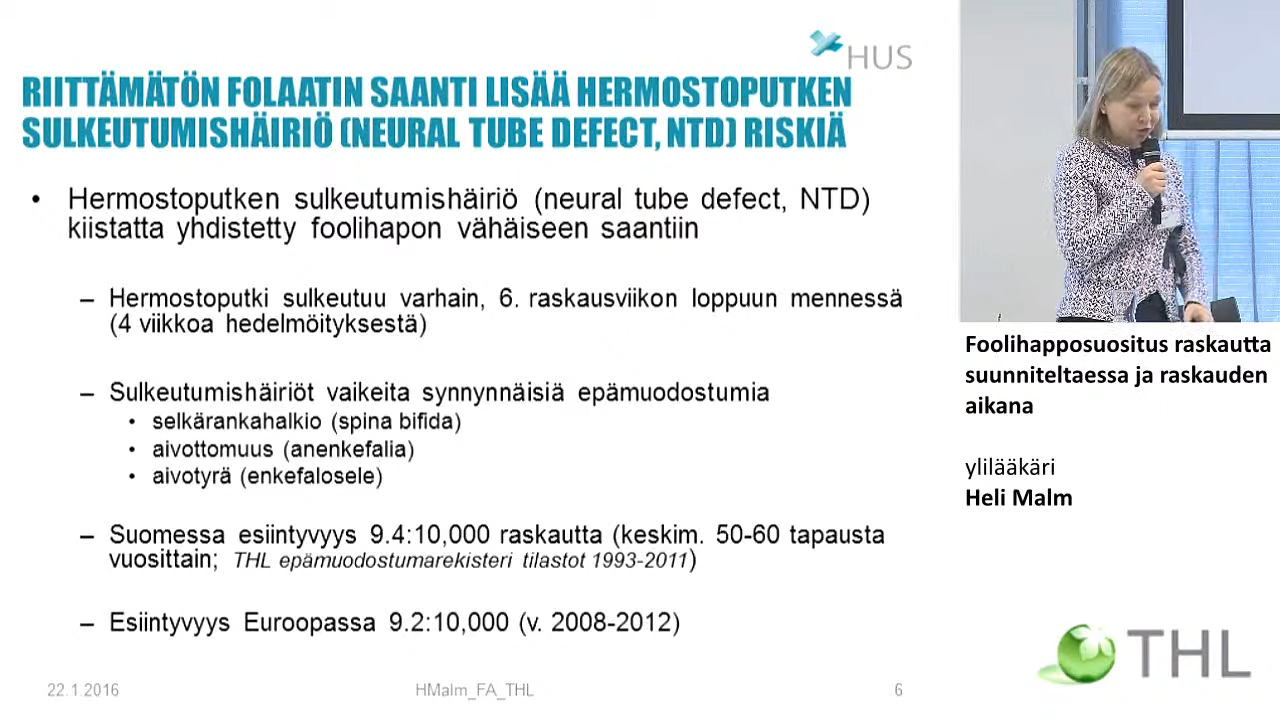 HUS
RIITTÄMÄTÖN FOLAATIN SAANTI LISÄÄ HERMOSTOPUTKEN
SULKEUTUMISHÄIRIÖ (NEURAL TUBE DEFECT, NTD) RISKIÄ
• Hermostoputken sulkeutumishäiriö (neural tube defect, NTD)
kiistatta yhdistetty foolihapon vähäiseen saantiin
– Hermostoputki sulkeutuu varhain, 6. raskausviikon loppuun mennessä
(4 viikkoa hedelmöityksestä)
– Sulkeutumishäiriöt vaikeita synnynnäisiä epämuodostumia
• selkärankahalkio (spina bifida)
• aivottomuus (anenkefalia)
• aivotyrä (enkefalosele)
– Suomessa esiintyvyys 9.4:10,000 raskautta (keskim. 50-60 tapausta
vuosittain; THL epämuodostumarekisteri tilastot 1993-2011)
– Esiintyvyys Euroopassa 9.2:10,000 (v. 2008-2012)
22.1.2016
HMalm_FA_THL
6
Foolihapposuositus raskautta
suunniteltaessa ja raskauden
aikana
ylilääkäri
Heli Malm
THL